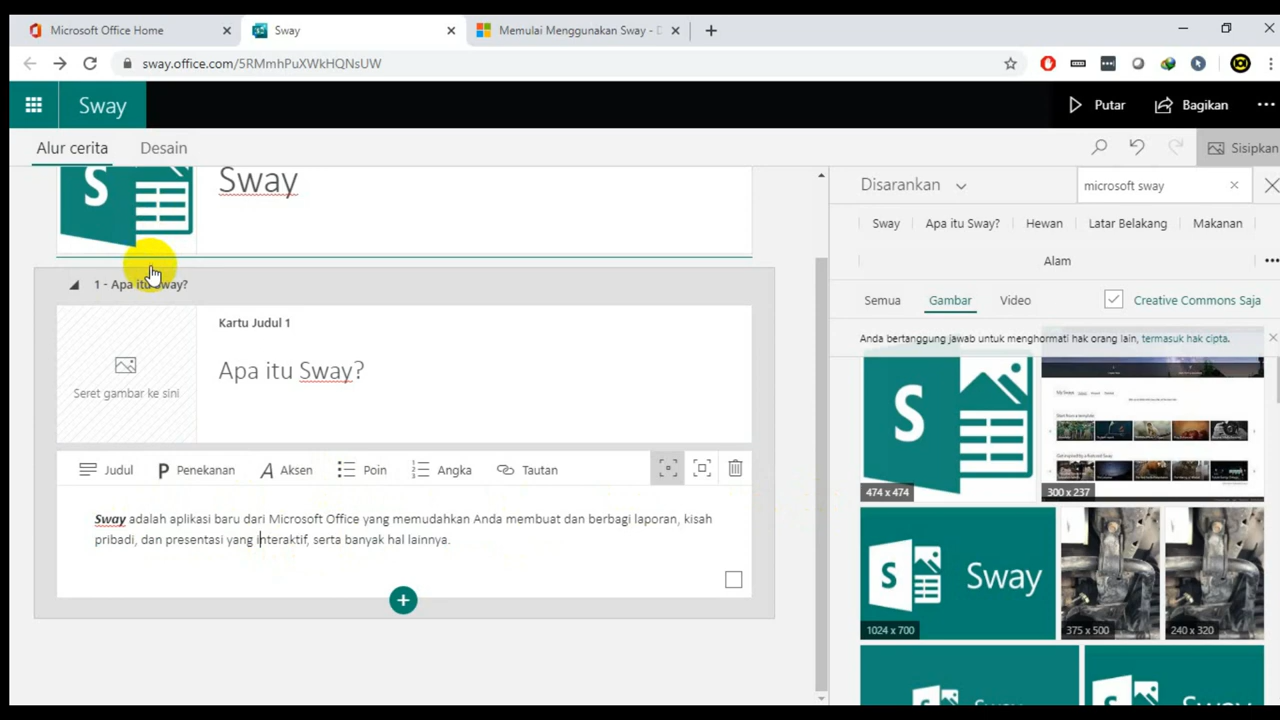 Microsoft Office Home
Sway
Memulai Menggunakan Sway - D
sway.office.com/5RMmhPuXWkHQNsUW
Sway
Putar
Bagikan
Alur cerita
Desain
Sisipkan
S
Sway
1 - Apa itu Sway?
Kartu Judul 1
Apa itu Sway?
Seret gambar ke sini
Judul
P Penekanan
A Aksen
Poin
Angka
Tautan
Sway adalah aplikasi baru dari Microsoft Office yang memudahkan Anda membuat dan berbagi laporan, kisah
pribadi, dan presentasi yang interaktif, serta banyak hal lainnya.
Disarankan
microsoft sway
Sway
Apa itu Sway?
Hewan
Latar Belakang
Makanan
Alam
Semua
Gambar
Video
Creative Commons Saja
Anda bertanggung jawab untuk menghormati hak orang lain, termasuk hak cipta.
S
474 x 474
300 x 237
S Sway
1024 x 700
375 x 500
240 x 320